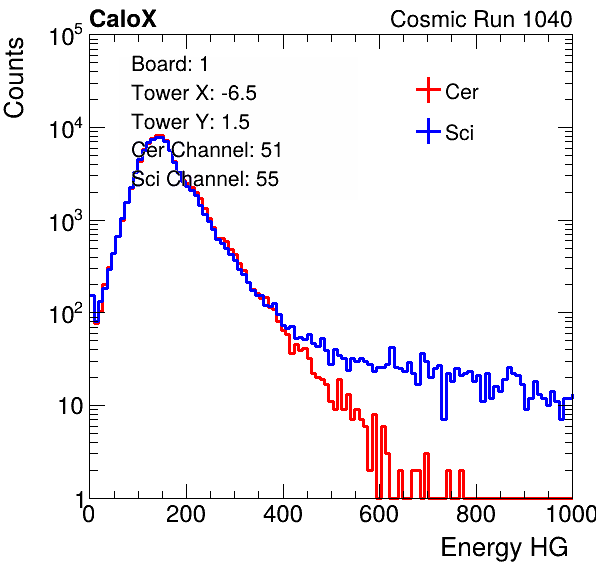 CaloX Cosmic Run 1040
Counts
10^5
10^4
10^3
10^2
10
1
Board: 1
Tower X: -6.5
Tower Y: 1.5
Cer Channel: 51
Sci Channel: 55
Cer
Sci
0 200 400 600 800 1000
Energy HG